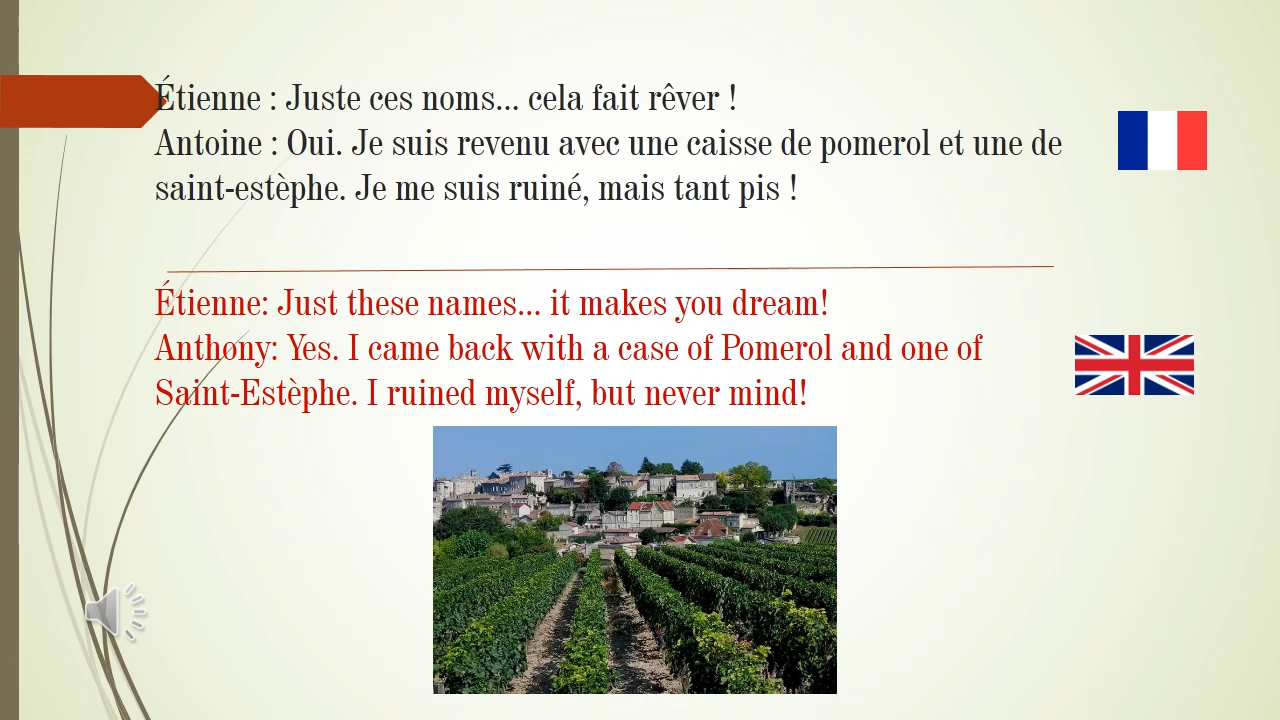 Étienne : Juste ces noms... cela fait rêver !
Antoine : Oui. Je suis revenu avec une caisse de pomerol et une de
saint-estèphe. Je me suis ruiné, mais tant pis !
Étienne: Just these names... it makes you dream!
Anthony: Yes. I came back with a case of Pomerol and one of
Saint-Estèphe. I ruined myself, but never mind!